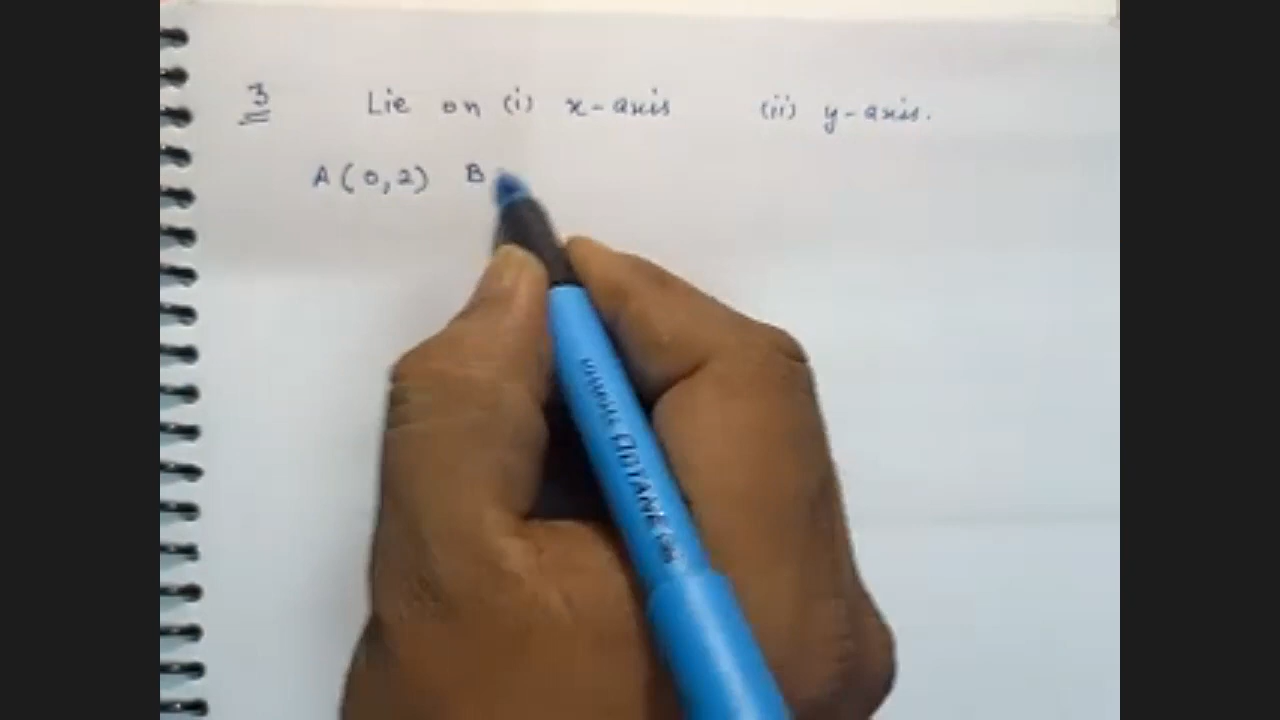 3 Lie on (i) x-axis (ii) y-axis.
A (0,2) B